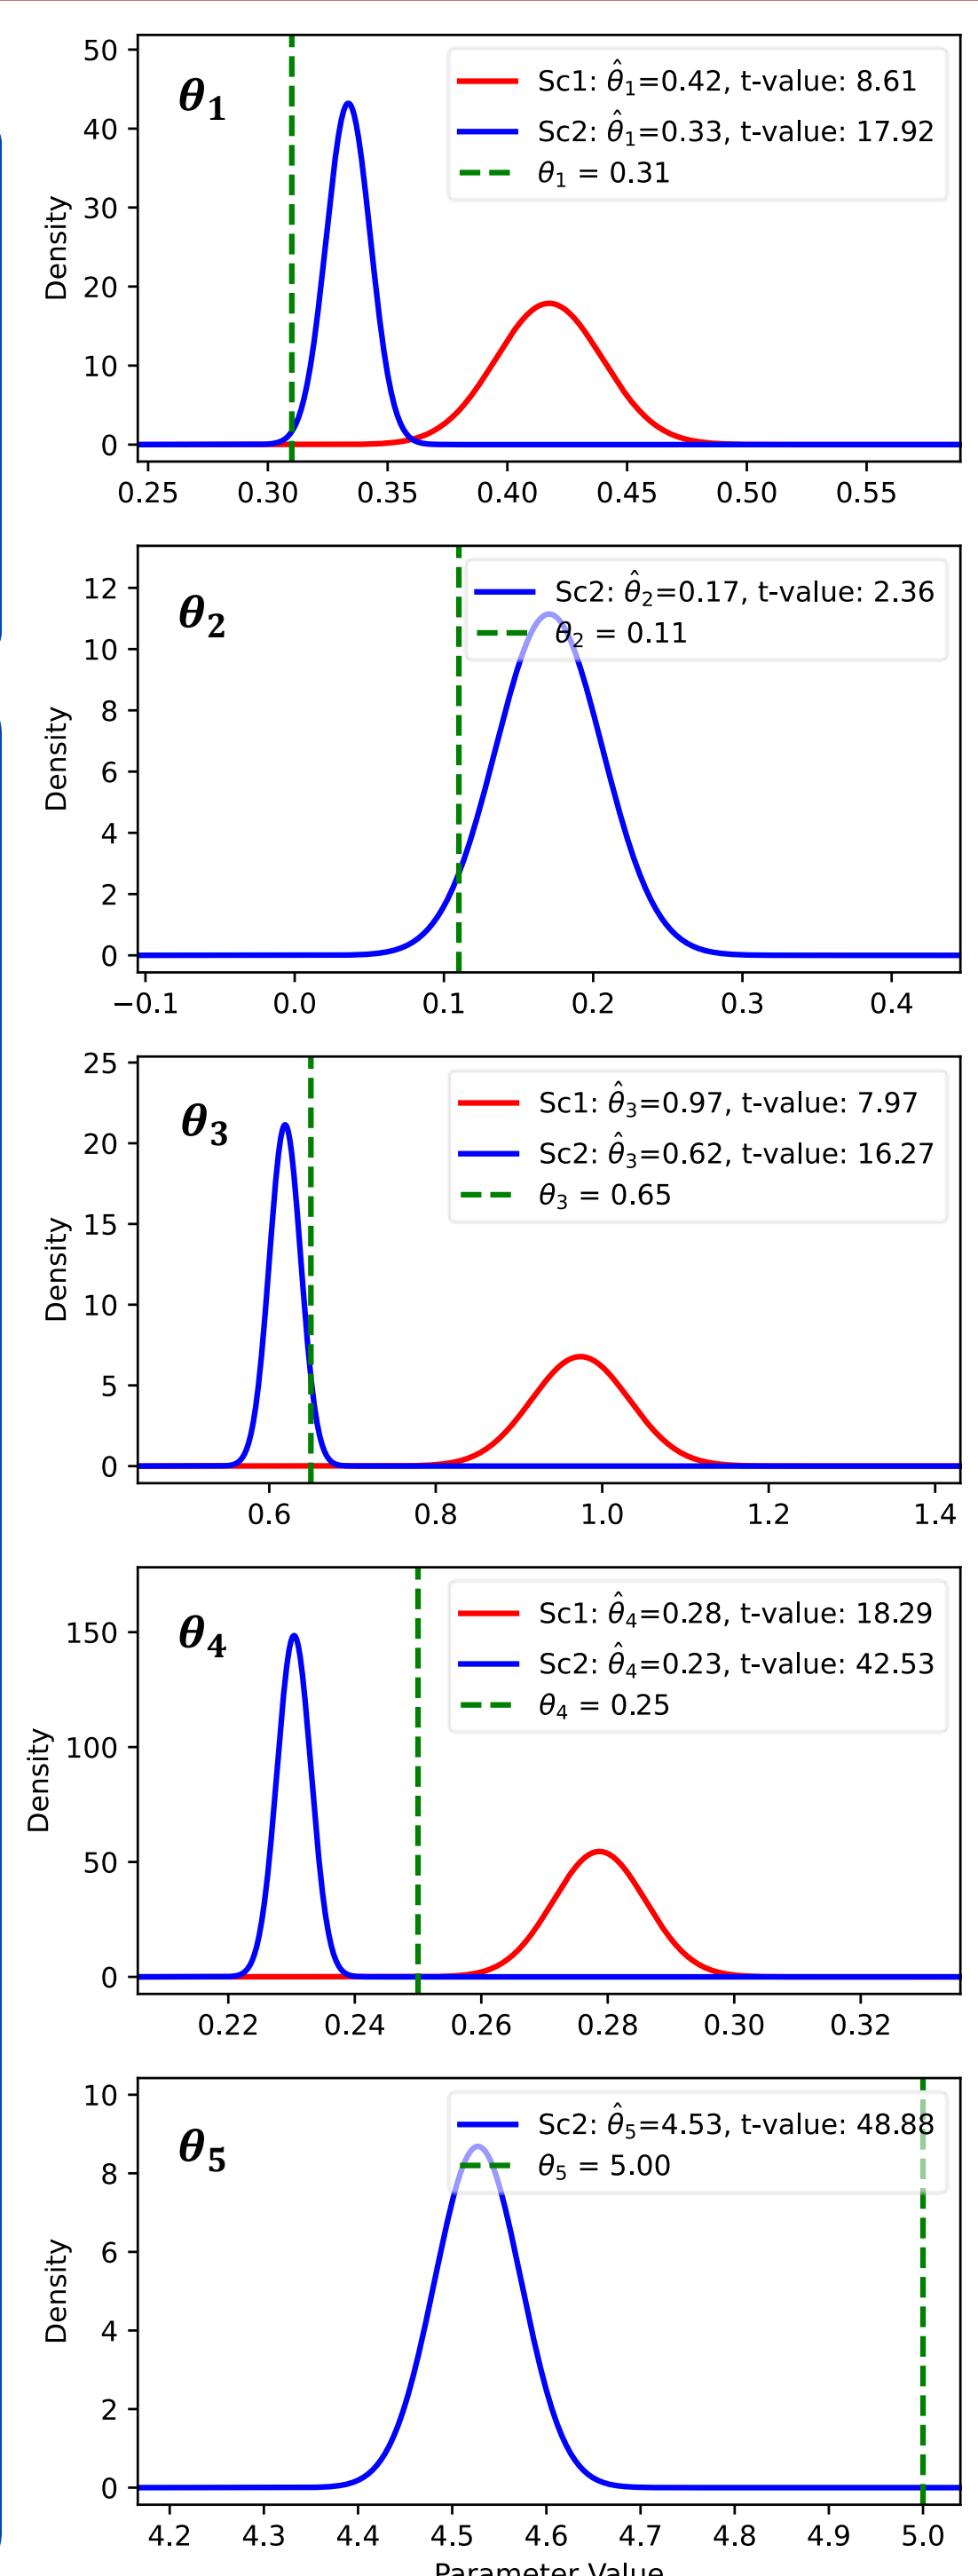 50
40
30
20
10
0
Density
θ1
Sc1: θ̂1=0.42, t-value: 8.61
Sc2: θ̂1=0.33, t-value: 17.92
θ1 = 0.31
0.25 0.30 0.35 0.40 0.45 0.50 0.55
12
10
8
6
4
2
0
Density
θ2
Sc2: θ̂2=0.17, t-value: 2.36
θ2 = 0.11
−0.1 0.0 0.1 0.2 0.3 0.4
25
20
15
10
5
0
Density
θ3
Sc1: θ̂3=0.97, t-value: 7.97
Sc2: θ̂3=0.62, t-value: 16.27
θ3 = 0.65
0.6 0.8 1.0 1.2 1.4
150
100
50
0
Density
θ4
Sc1: θ̂4=0.28, t-value: 18.29
Sc2: θ̂4=0.23, t-value: 42.53
θ4 = 0.25
0.22 0.24 0.26 0.28 0.30 0.32
10
8
6
4
2
0
Density
θ5
Sc2: θ̂5=4.53, t-value: 48.88
θ5 = 5.00
4.2 4.3 4.4 4.5 4.6 4.7 4.8 4.9 5.0
Parameter Value